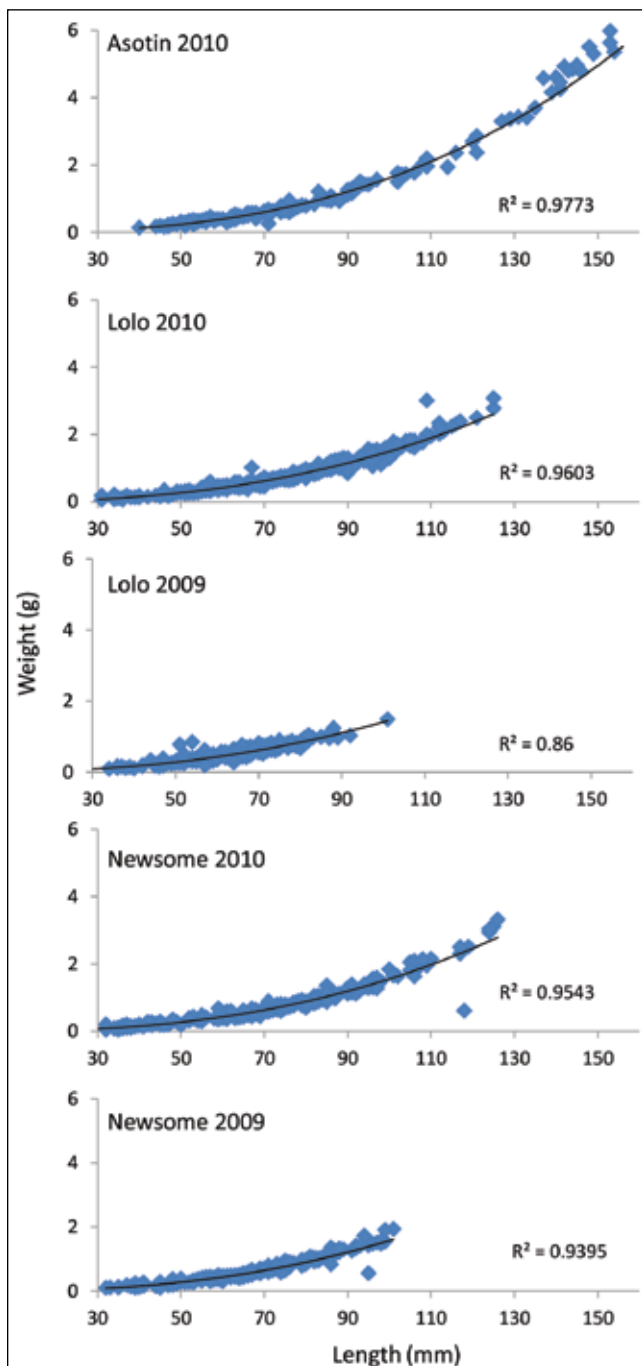 Asotin 2010
6
4
2
0
R² = 0.9773
30 50 70 90 110 130 150
Lolo 2010
6
4
2
0
R² = 0.9603
30 50 70 90 110 130 150
Lolo 2009
6
4
2
0
R² = 0.86
30 50 70 90 110 130 150
Weight (g)
Newsome 2010
6
4
2
0
R² = 0.9543
30 50 70 90 110 130 150
Newsome 2009
6
4
2
0
R² = 0.9395
30 50 70 90 110 130 150
Length (mm)